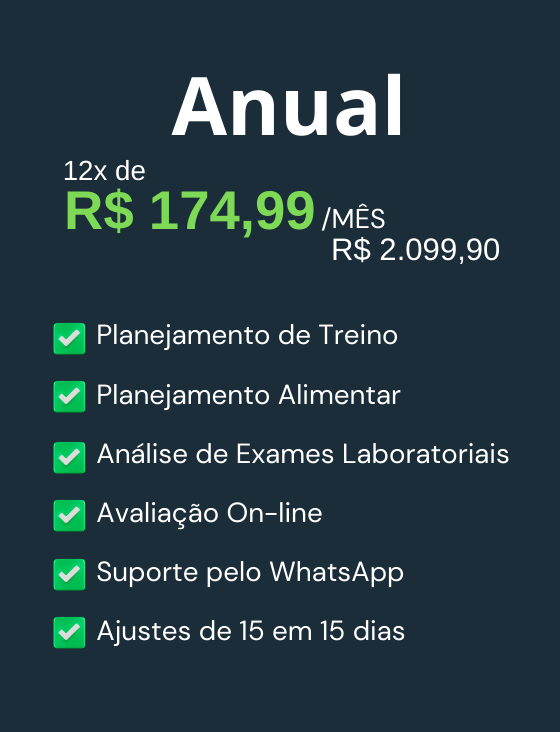 Anual
12x de
R$ 174,99 /MÊS
R$ 2.099,90
Planejamento de Treino
Planejamento Alimentar
Análise de Exames Laboratoriais
Avaliação On-line
Suporte pelo WhatsApp
Ajustes de 15 em 15 dias